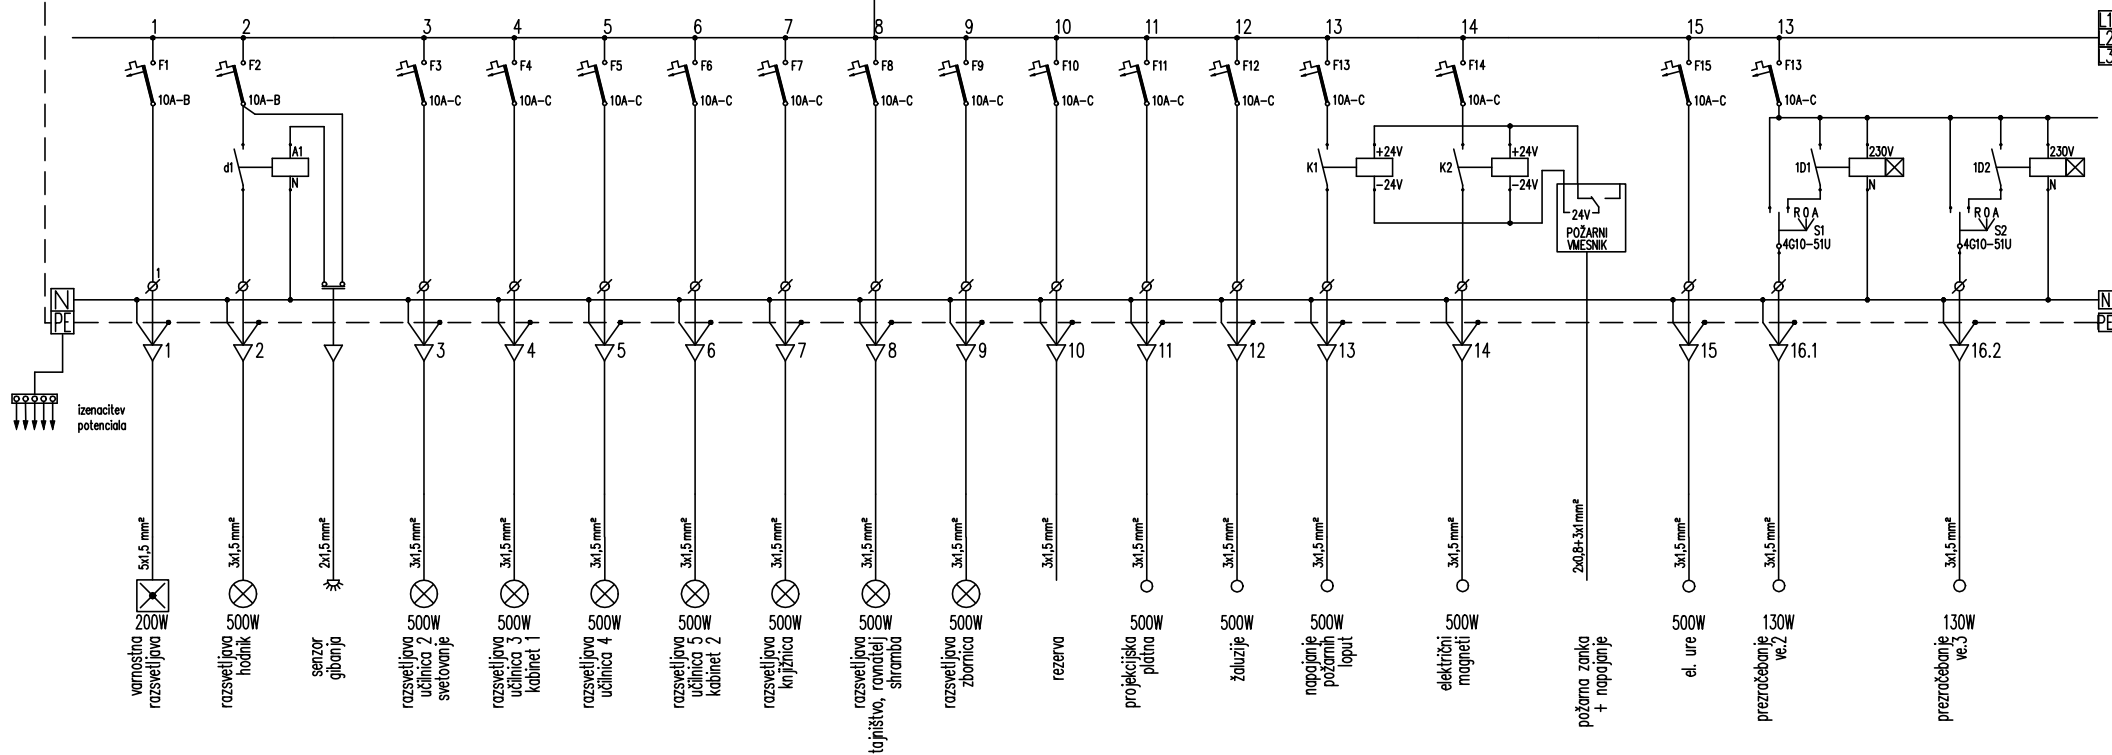 1 2 3 4 5 6 7 8 9 10 11 12 13 14 15 13
L1
L2
L3
F1 F2 F3 F4 F5 F6 F7 F8 F9 F10 F11 F12 F13 F14 F15 F13
10A-B 10A-B 10A-C 10A-C 10A-C 10A-C 10A-C 10A-C 10A-C 10A-C 10A-C 10A-C 10A-C 10A-C 10A-C 10A-C
A1 +24V +24V 230V 230V
d1 K1 K2 1D1 1D2
N -24V -24V N N
24V R 0 A R 0 A
POŽARNI S1 S2
VMESNIK 4G10-51U 4G10-51U
1
N N
PE PE
1 2 3 4 5 6 7 8 9 10 11 12 13 14 15 16.1 16.2
izenacitev
potenciala
5x1,5 mm² 3x1,5 mm² 2x1,5 mm² 3x1,5 mm² 3x1,5 mm² 3x1,5 mm² 3x1,5 mm² 3x1,5 mm² 3x1,5 mm² 3x1,5 mm² 3x1,5 mm² 3x1,5 mm² 3x1,5 mm² 3x1,5 mm² 3x1,5 mm² 2x0,8+3x1mm² 3x1,5 mm² 3x1,5 mm² 3x1,5 mm²
200W 500W 500W 500W 500W 500W 500W 500W 500W 500W 500W 500W 500W 500W 130W 130W
varnostna
razsvetljava
razsvetljava
hodnik
senzor
gibanja
razsvetljava
učilnica 2
svetovanje
razsvetljava
učilnica 3
kabinet 1
razsvetljava
učilnica 4
razsvetljava
učilnica 5
kabinet 2
razsvetljava
knjižnica
razsvetljava
tajništvo, ravnatelj
shramba
razsvetljava
zbornica
rezerva
projekcijska
platna
žaluzije
napajanje
požarnih
loput
električni
magneti
požarna zanka
+ napajanje
el. ure
prezračebanje
ve.2
prezračebanje
ve.3